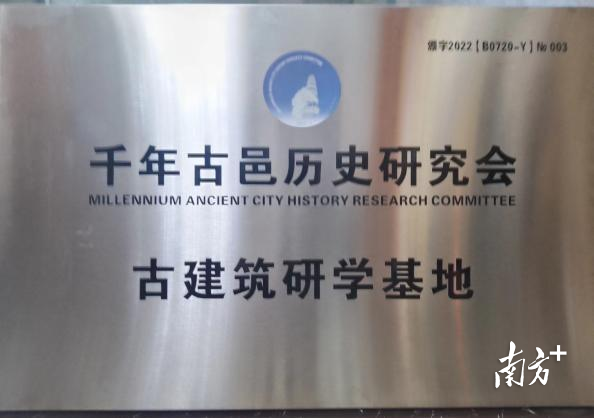 源字2022【B0720-Y】№003
千年古邑历史研究会
MILLENNIUM ANCIENT CITY HISTORY RESEARCH COMMITTEE
古建筑研学基地
南方+